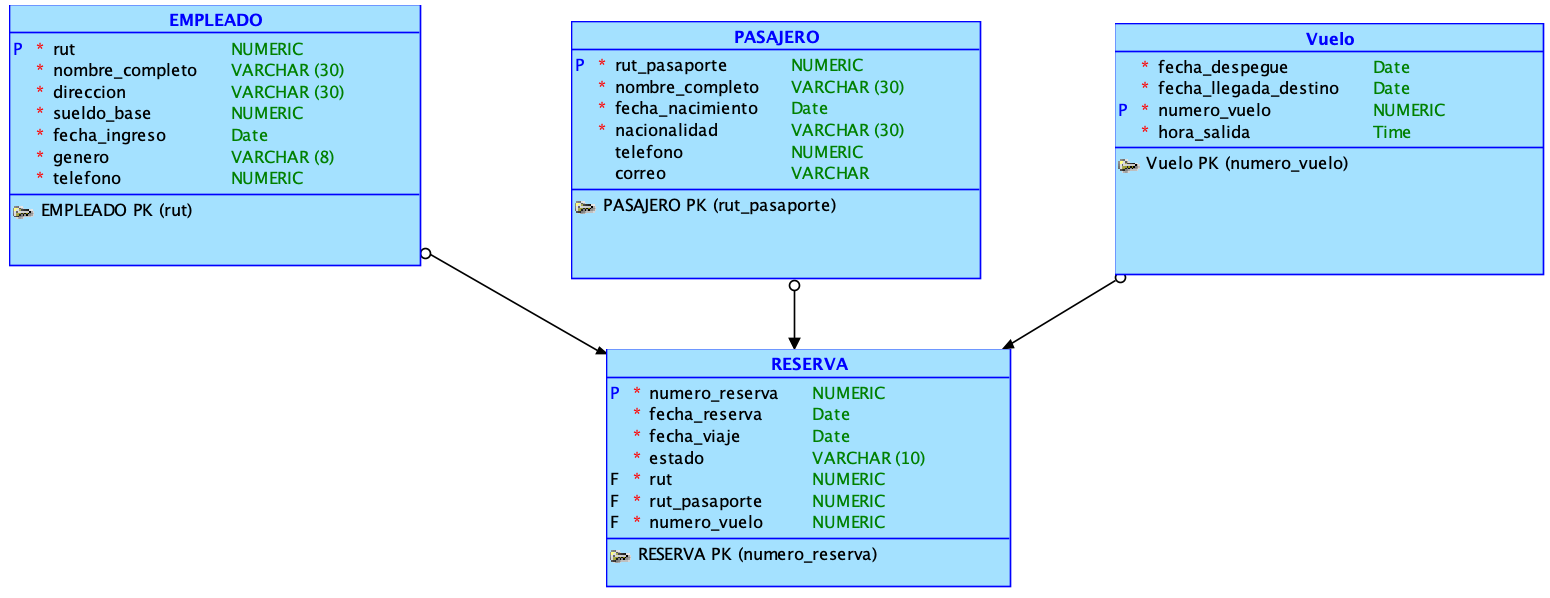 EMPLEADO
P * rut NUMERIC
* nombre_completo VARCHAR (30)
* direccion VARCHAR (30)
* sueldo_base NUMERIC
* fecha_ingreso Date
* genero VARCHAR (8)
* telefono NUMERIC
EMPLEADO PK (rut)
PASAJERO
P * rut_pasaporte NUMERIC
* nombre_completo VARCHAR (30)
* fecha_nacimiento Date
* nacionalidad VARCHAR (30)
telefono NUMERIC
correo VARCHAR
PASAJERO PK (rut_pasaporte)
Vuelo
* fecha_despegue Date
* fecha_llegada_destino Date
P * numero_vuelo NUMERIC
* hora_salida Time
Vuelo PK (numero_vuelo)
RESERVA
P * numero_reserva NUMERIC
* fecha_reserva Date
* fecha_viaje Date
* estado VARCHAR (10)
F * rut NUMERIC
F * rut_pasaporte NUMERIC
F * numero_vuelo NUMERIC
RESERVA PK (numero_reserva)